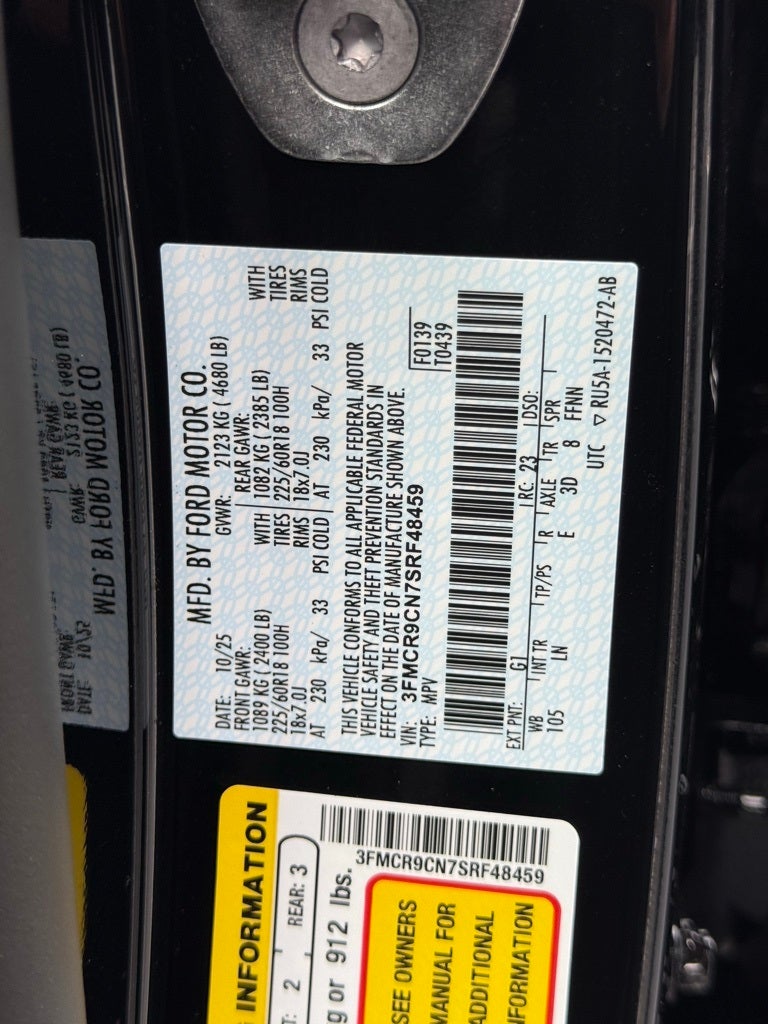 MFD. BY FORD MOTOR CO.
DATE: 10/25 GVWR: 2123 KG ( 4680 LB)
FRONT GAWR: REAR GAWR:
1089 KG ( 2400 LB) WITH 1082 KG ( 2385 LB) WITH
225/60R18 100H TIRES 225/60R18 100H TIRES
18x7.0J RIMS 18x7.0J RIMS
AT 230 kPa/ 33 PSI COLD AT 230 kPa/ 33 PSI COLD
THIS VEHICLE CONFORMS TO ALL APPLICABLE FEDERAL MOTOR
VEHICLE SAFETY AND THEFT PREVENTION STANDARDS IN
EFFECT ON THE DATE OF MANUFACTURE SHOWN ABOVE.
VIN: 3FMCR9CN7SRF48459 F0139
TYPE: MPV T0439
EXT PNT: G1 RC: 23 DSO:
WB INT TR TP/PS R AXLE TR SPR
105 LN E 3D 8 FFNN
UTC ▽ RU5A-1520472-AB
INFORMATION
2 REAR: 3
or 912 lbs.
3FMCR9CN7SRF48459
SEE OWNERS
MANUAL FOR
ADDITIONAL
INFORMATION